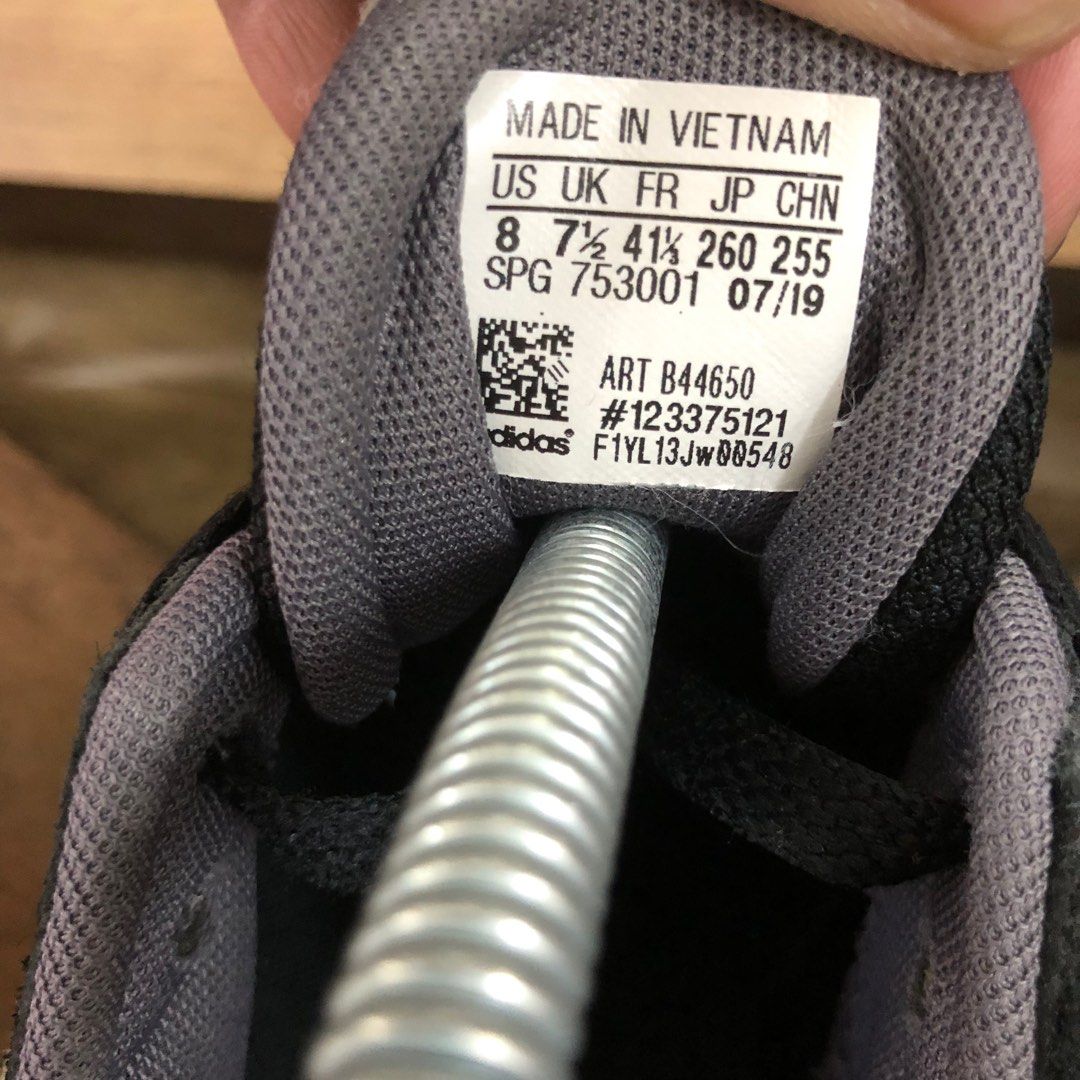 MADE IN VIETNAM
US UK FR JP CHN
8 7½ 41⅓ 260 255
SPG 753001 07/19
ART B44650
#123375121
adidas® F1YL13Jw00548